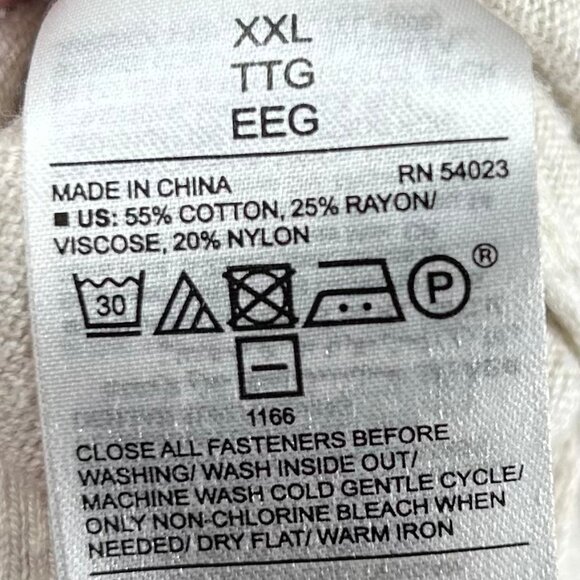 XXL
TTG
EEG
MADE IN CHINA RN 54023
■ US: 55% COTTON, 25% RAYON/
VISCOSE, 20% NYLON
30 P ®
1166
CLOSE ALL FASTENERS BEFORE
WASHING/ WASH INSIDE OUT/
MACHINE WASH COLD GENTLE CYCLE/
ONLY NON-CHLORINE BLEACH WHEN
NEEDED/ DRY FLAT/ WARM IRON